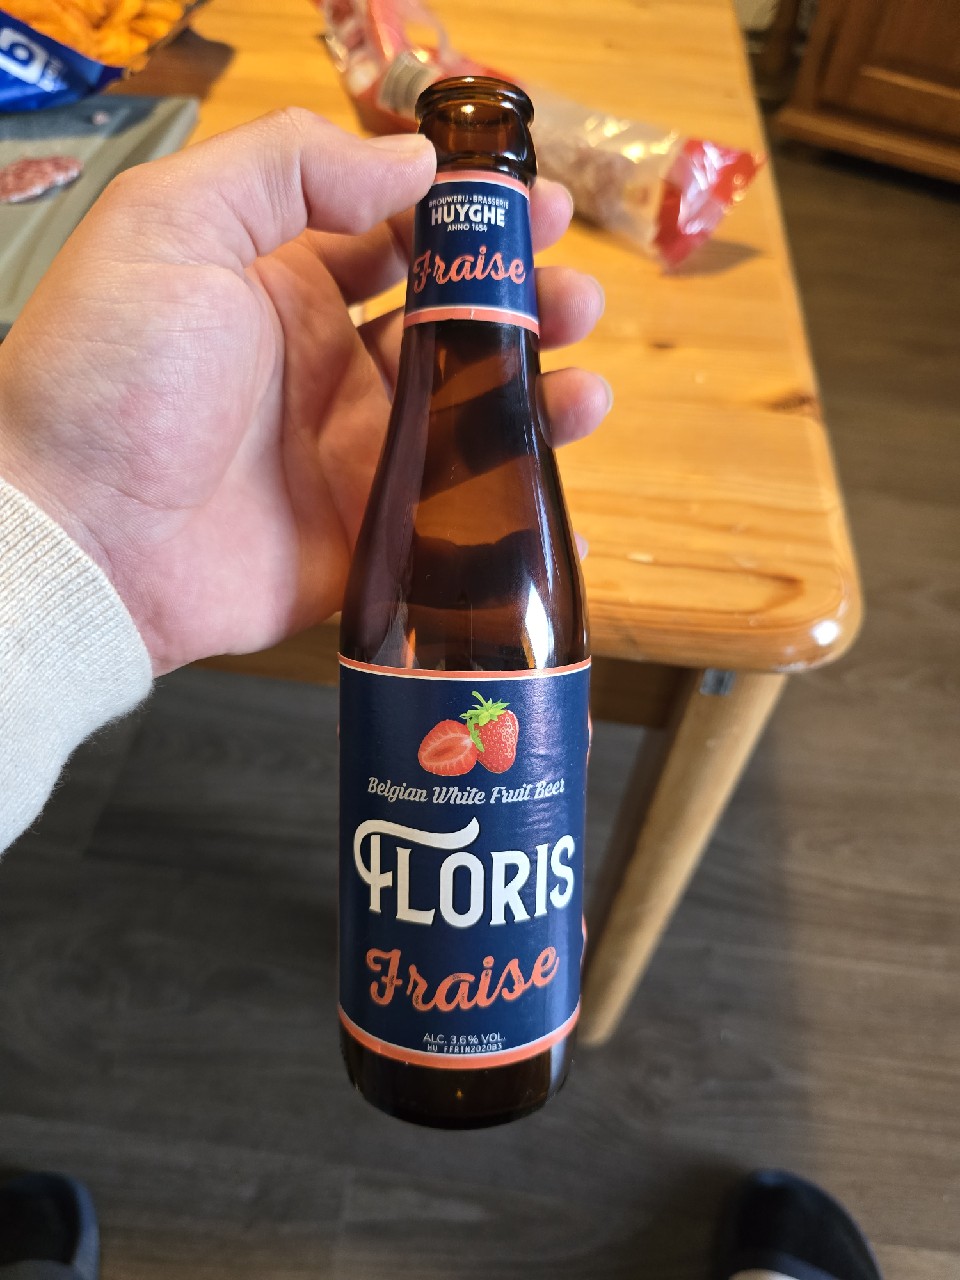 BROUWERIJ · BRASSERIE
HUYGHE
ANNO 1654
Fraise
Belgian White Fruit Beer
FLORIS
Fraise
ALC. 3,6% VOL.